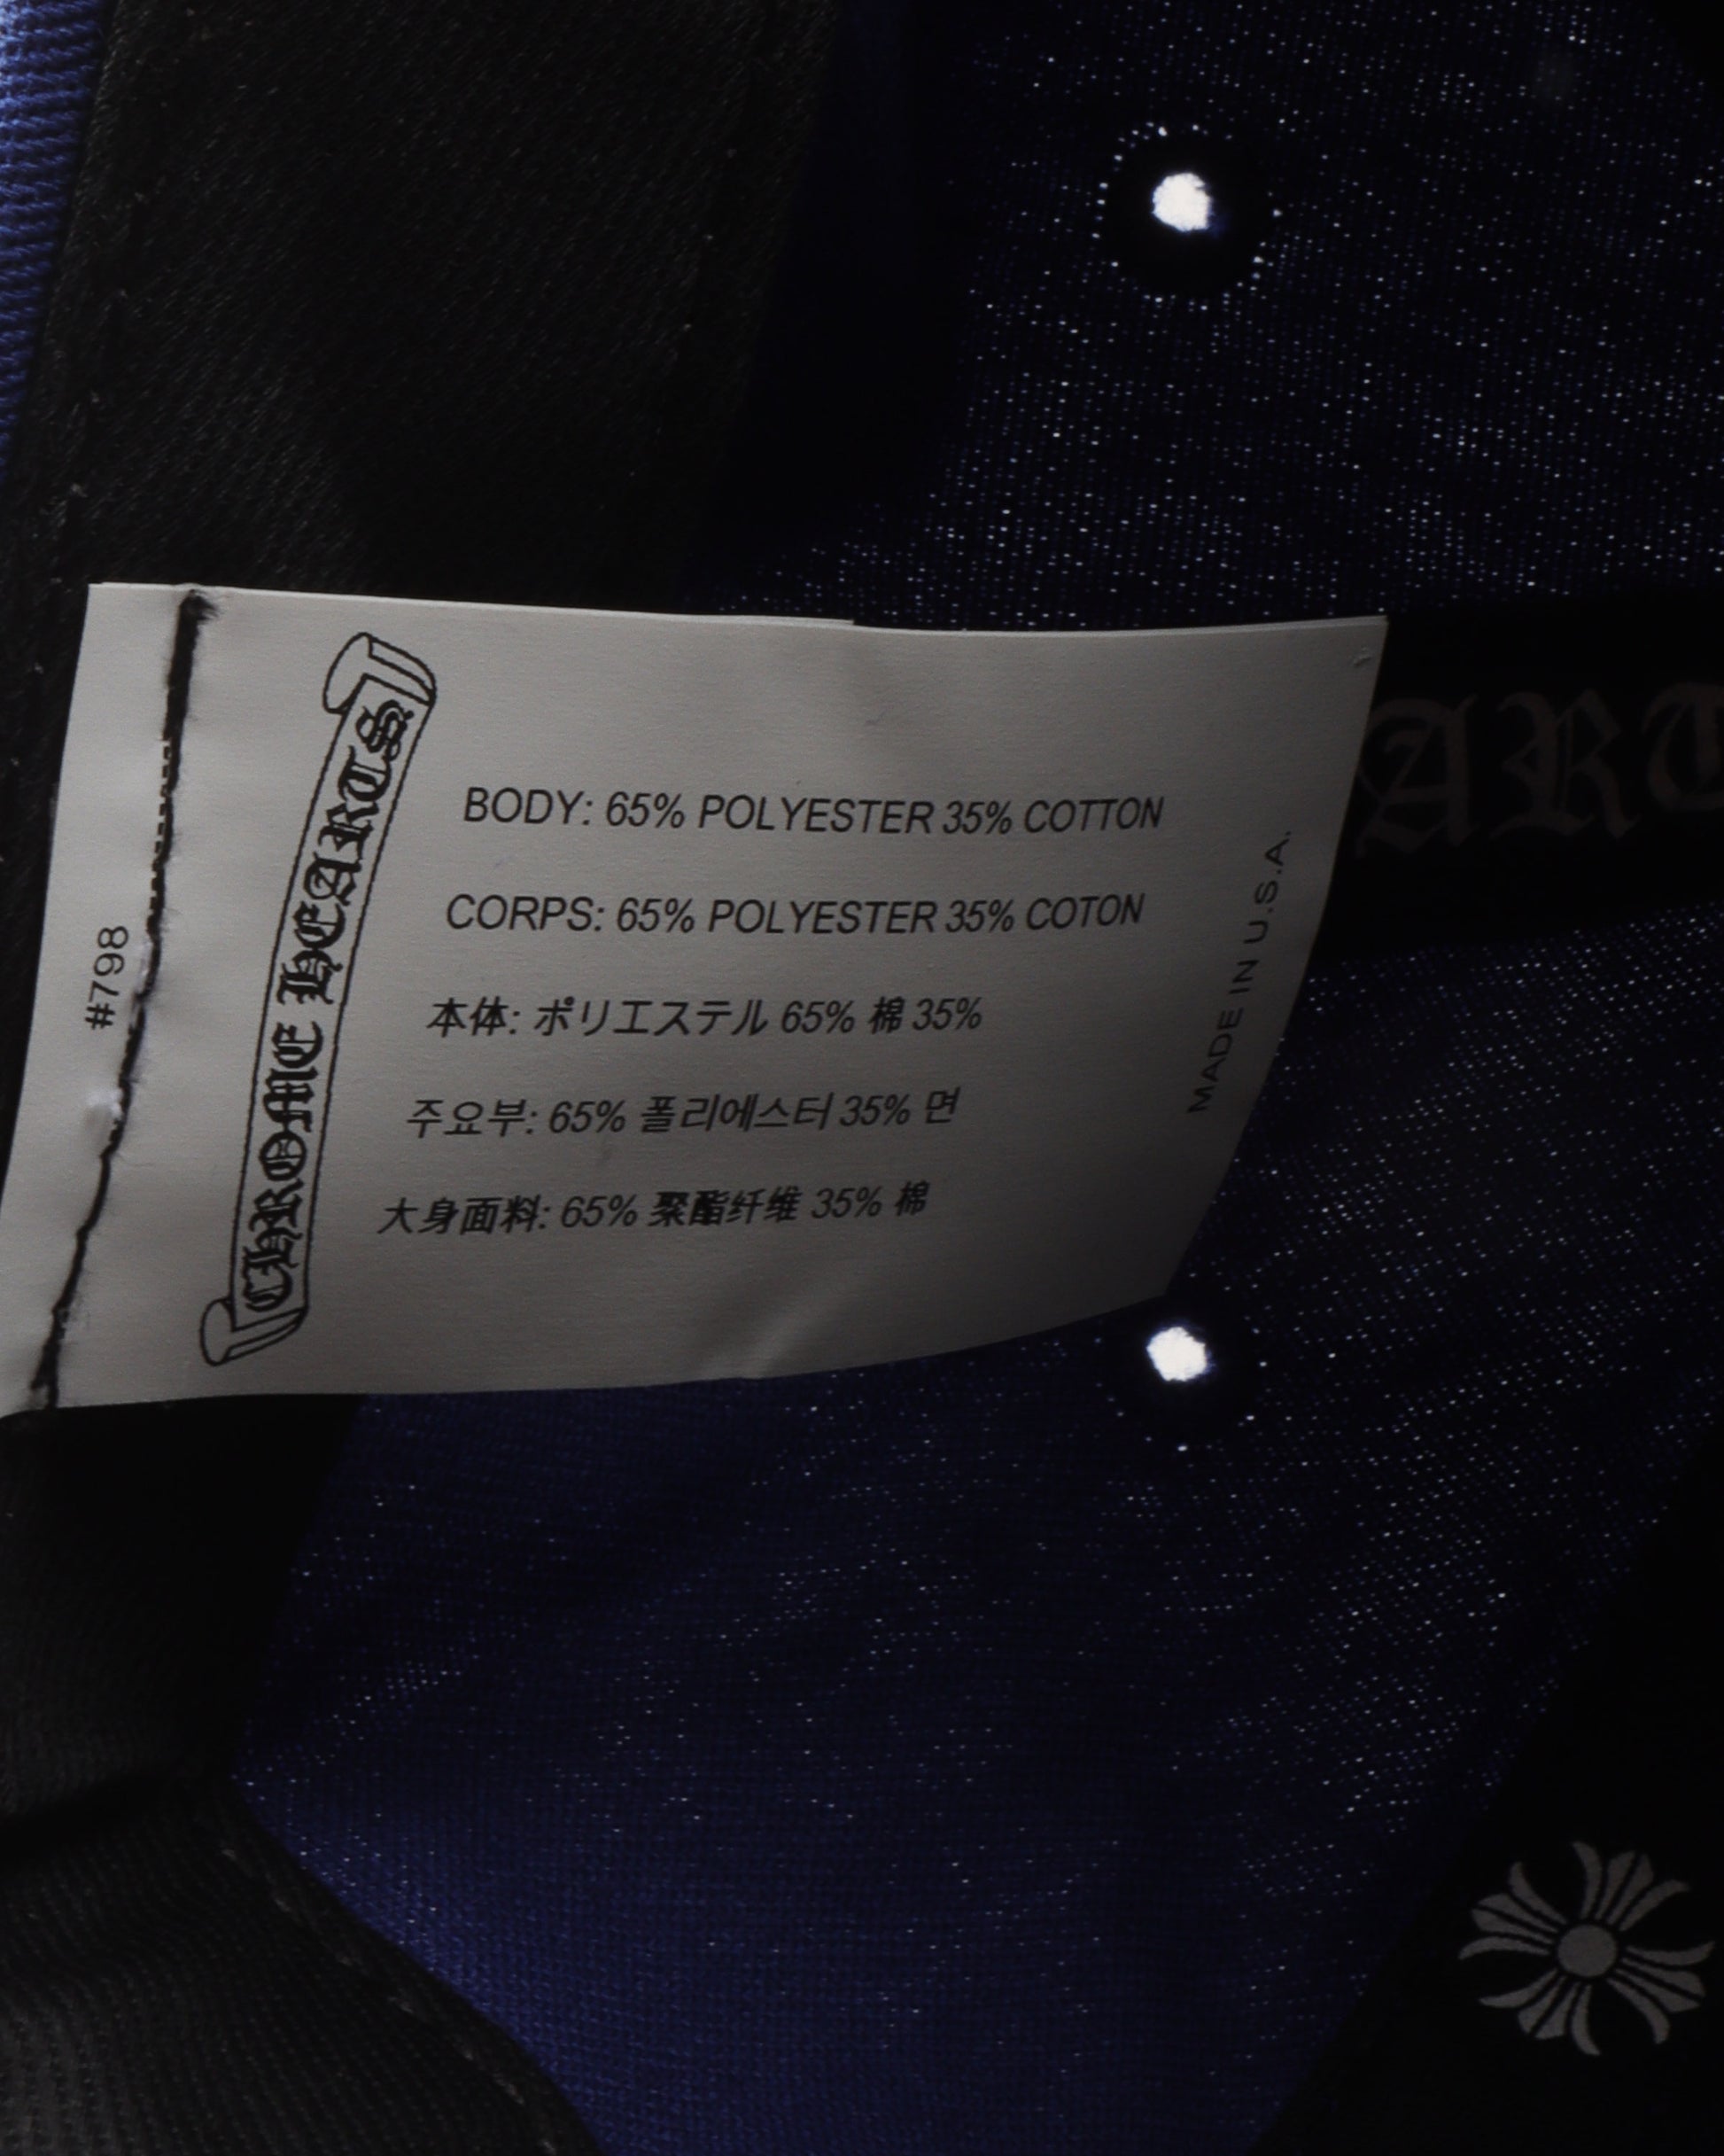 #798
CHROME HEARTS
BODY: 65% POLYESTER 35% COTTON
CORPS: 65% POLYESTER 35% COTON
本体: ポリエステル 65% 棉 35%
주요부: 65% 폴리에스터 35% 면
大身面料: 65% 聚酯纤维 35% 棉
MADE IN U.S.A.
ART